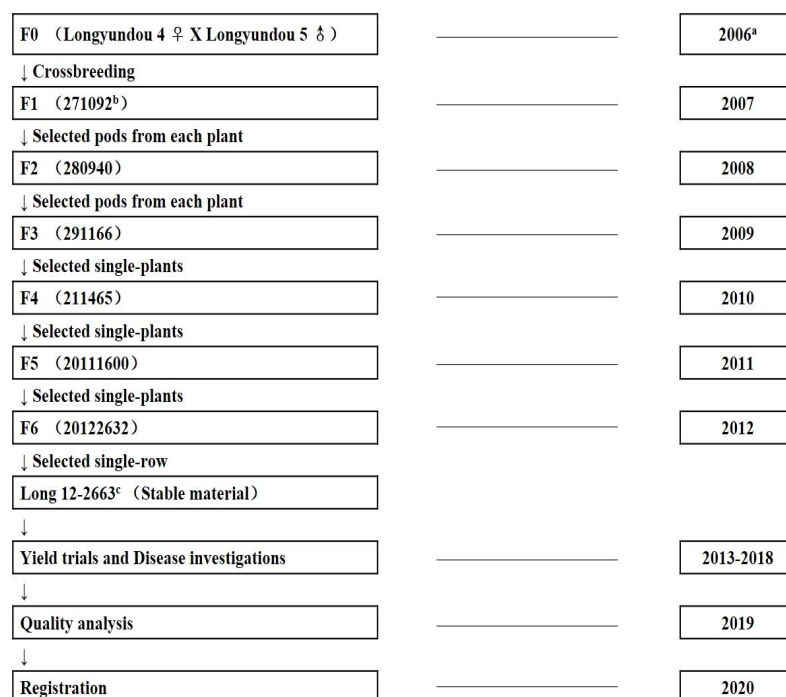 F0 （Longyundou 4 ♀ X Longyundou 5 ♁） 2006ᵃ
↓ Crossbreeding
F1 （271092ᵇ） 2007
↓ Selected pods from each plant
F2 （280940） 2008
↓ Selected pods from each plant
F3 （291166） 2009
↓ Selected single-plants
F4 （211465） 2010
↓ Selected single-plants
F5 （20111600） 2011
↓ Selected single-plants
F6 （20122632） 2012
↓ Selected single-row
Long 12-2663ᶜ （Stable material）
↓
Yield trials and Disease investigations 2013-2018
↓
Quality analysis 2019
↓
Registration 2020